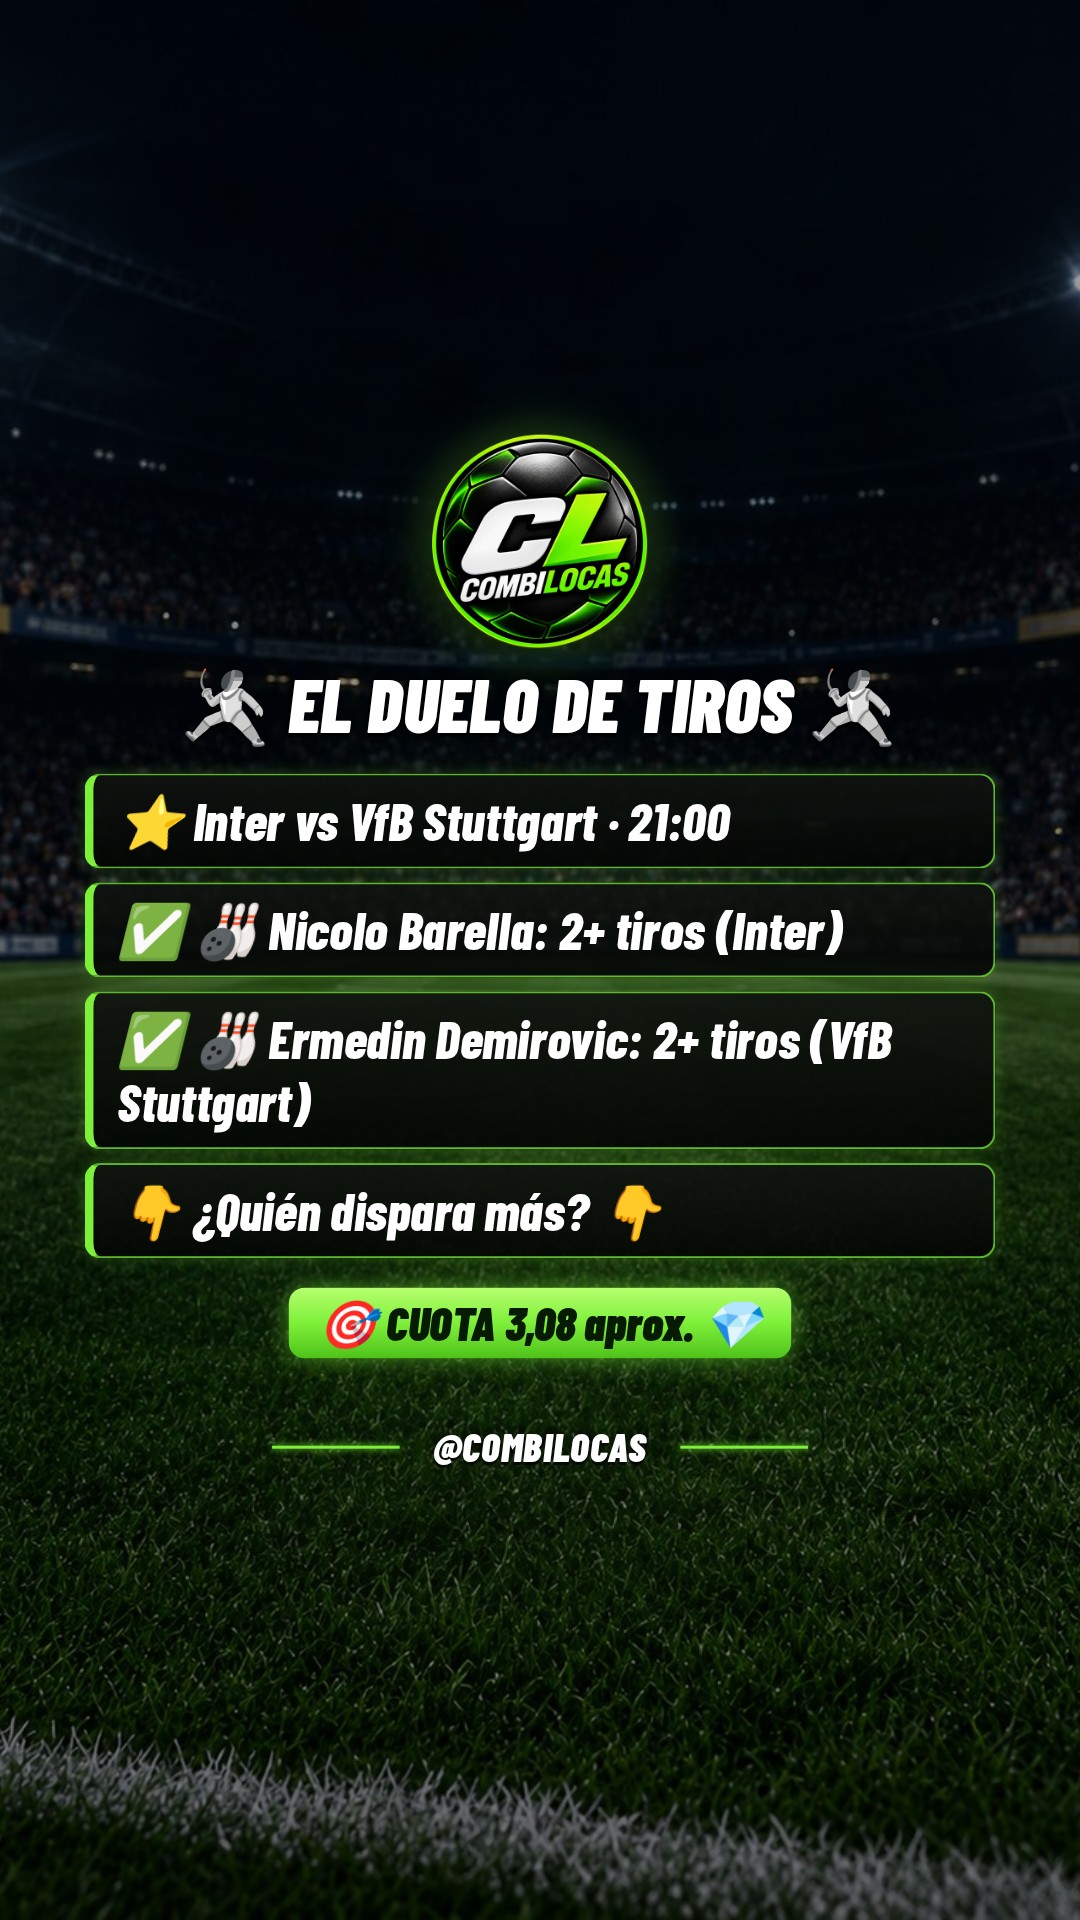 CL
COMBILOCAS
🤺 EL DUELO DE TIROS 🤺
⭐ Inter vs VfB Stuttgart · 21:00
✅ 🎳 Nicolo Barella: 2+ tiros (Inter)
✅ 🎳 Ermedin Demirovic: 2+ tiros (VfB
Stuttgart)
👇 ¿Quién dispara más? 👇
🎯 CUOTA 3,08 aprox. 💎
@COMBILOCAS